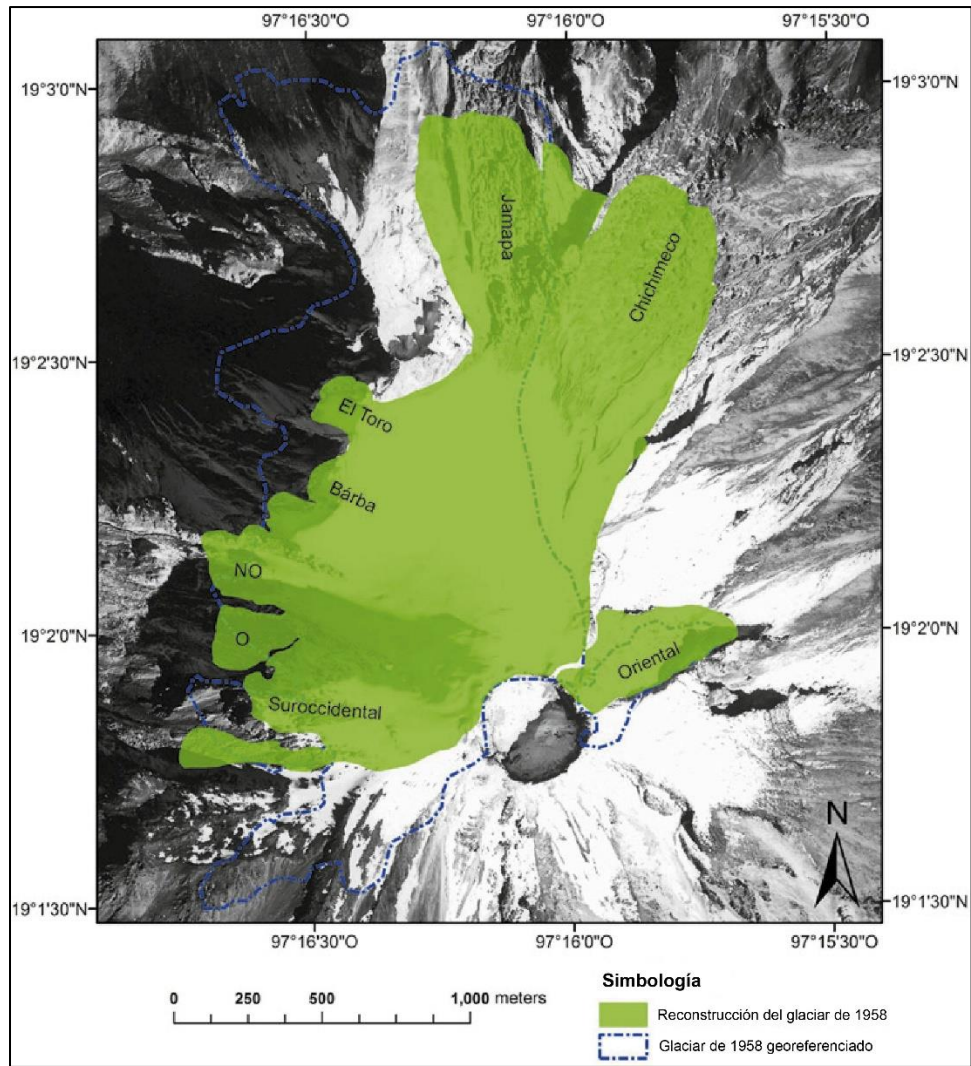 97°16'30"O
97°16'0"O
97°15'30"O
19°3'0"N
19°3'0"N
Jamapa
Chichimeco
19°2'30"N
19°2'30"N
El Toro
Bárba
NO
19°2'0"N
O
19°2'0"N
Oriental
Suroccidental
N
19°1'30"N
19°1'30"N
97°16'30"O
97°16'0"O
97°15'30"O
Simbología
0 250 500 1,000 meters
Reconstrucción del glaciar de 1958
Glaciar de 1958 georeferenciado